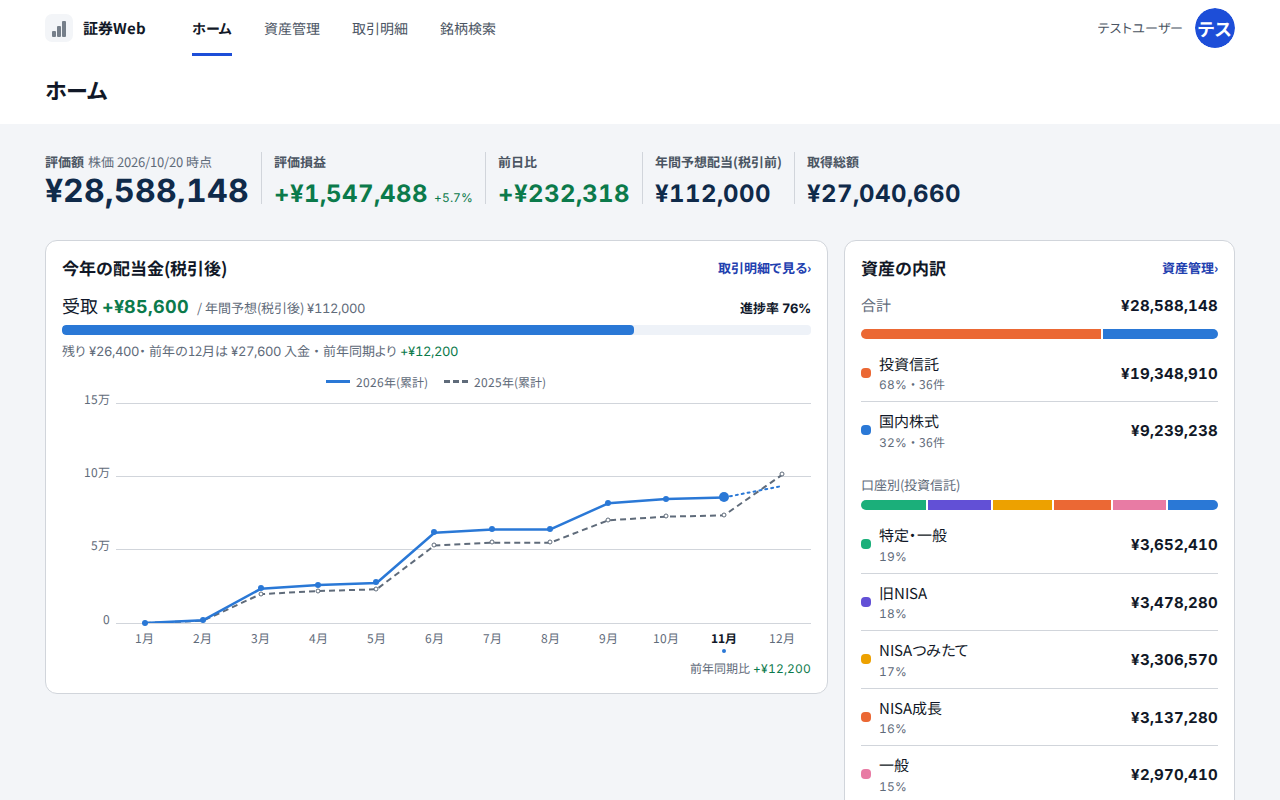 証券Web
ホーム 資産管理 取引明細 銘柄検索
テストユーザー テス
ホーム
評価額 株価 2026/10/20 時点
¥28,588,148
評価損益
+¥1,547,488 +5.7%
前日比
+¥232,318
年間予想配当(税引前)
¥112,000
取得総額
¥27,040,660
今年の配当金(税引後) 取引明細で見る›
受取 +¥85,600 / 年間予想(税引後) ¥112,000 進捗率 76%
残り ¥26,400・前年の12月は ¥27,600 入金・前年同期より +¥12,200
2026年(累計) 2025年(累計)
15万
10万
5万
0
1月 2月 3月 4月 5月 6月 7月 8月 9月 10月 11月 12月
前年同期比 +¥12,200
資産の内訳 資産管理›
合計 ¥28,588,148
投資信託 ¥19,348,910
68%・36件
国内株式 ¥9,239,238
32%・36件
口座別(投資信託)
特定・一般 ¥3,652,410
19%
旧NISA ¥3,478,280
18%
NISAつみたて ¥3,306,570
17%
NISA成長 ¥3,137,280
16%
一般 ¥2,970,410
15%